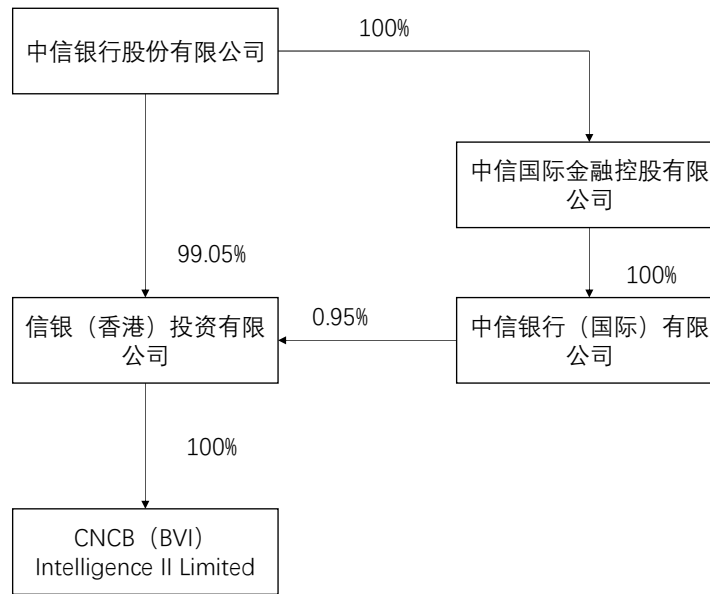 中信银行股份有限公司
100%
中信国际金融控股有限
公司
99.05%
100%
信银（香港）投资有限
公司
0.95%
中信银行（国际）有限
公司
100%
CNCB（BVI）
Intelligence II Limited